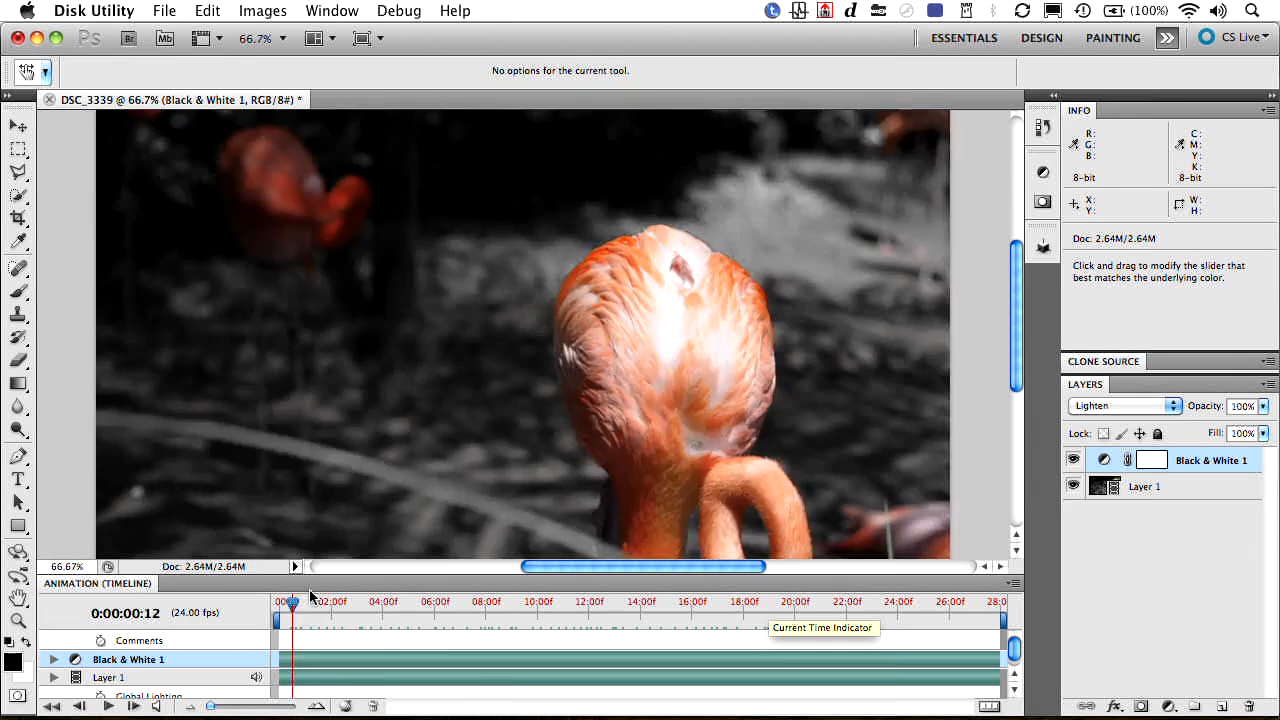 Disk Utility File Edit Images Window Debug Help (100%)
Ps Br Mb 66.7% ESSENTIALS DESIGN PAINTING CS Live
No options for the current tool.
DSC_3339 @ 66.7% (Black & White 1, RGB/8#) *
INFO
R: C:
G: M:
B: Y:
K:
8-bit 8-bit
X: W:
Y: H:
Doc: 2.64M/2.64M
Click and drag to modify the slider that
best matches the underlying color.
CLONE SOURCE
LAYERS
Lighten Opacity: 100%
Lock: Fill: 100%
Black & White 1
Layer 1
66.67% Doc: 2.64M/2.64M
ANIMATION (TIMELINE)
0:00:00:12 (24.00 fps)
02:00f 04:00f 06:00f 08:00f 10:00f 12:00f 14:00f 16:00f 18:00f 20:00f 22:00f 24:00f 26:00f 28:0
Current Time Indicator
Comments
Black & White 1
Layer 1
Global Lighting